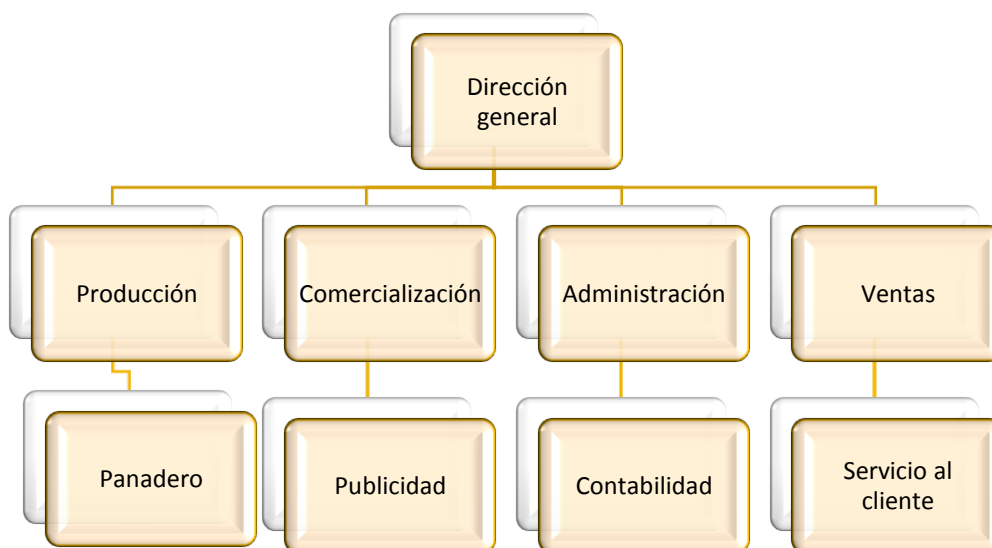 Dirección
general
Producción
Comercialización
Administración
Ventas
Panadero
Publicidad
Contabilidad
Servicio al
cliente